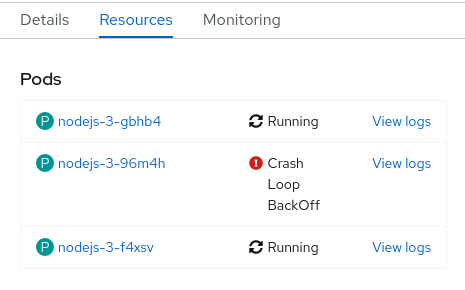 Details Resources Monitoring
Pods
P nodejs-3-gbhb4 Running View logs
P nodejs-3-96m4h Crash View logs
Loop
BackOff
P nodejs-3-f4xsv Running View logs